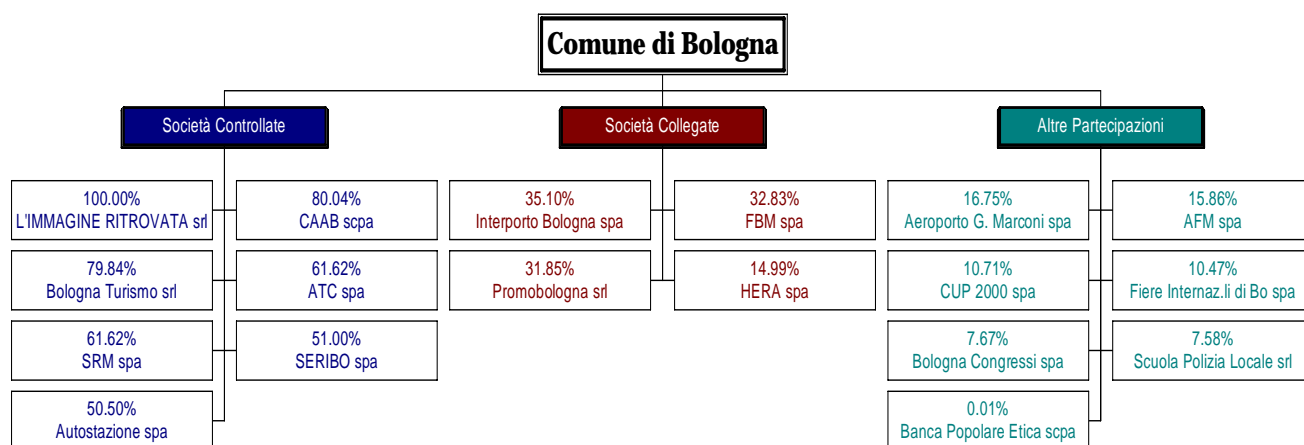 Comune di Bologna
Società Controllate
Società Collegate
Altre Partecipazioni
100.00%
L'IMMAGINE RITROVATA srl
80.04%
CAAB scpa
79.84%
Bologna Turismo srl
61.62%
ATC spa
61.62%
SRM spa
51.00%
SERIBO spa
50.50%
Autostazione spa
35.10%
Interporto Bologna spa
32.83%
FBM spa
31.85%
Promobologna srl
14.99%
HERA spa
16.75%
Aeroporto G. Marconi spa
15.86%
AFM spa
10.71%
CUP 2000 spa
10.47%
Fiere Internaz.li di Bo spa
7.67%
Bologna Congressi spa
7.58%
Scuola Polizia Locale srl
0.01%
Banca Popolare Etica scpa